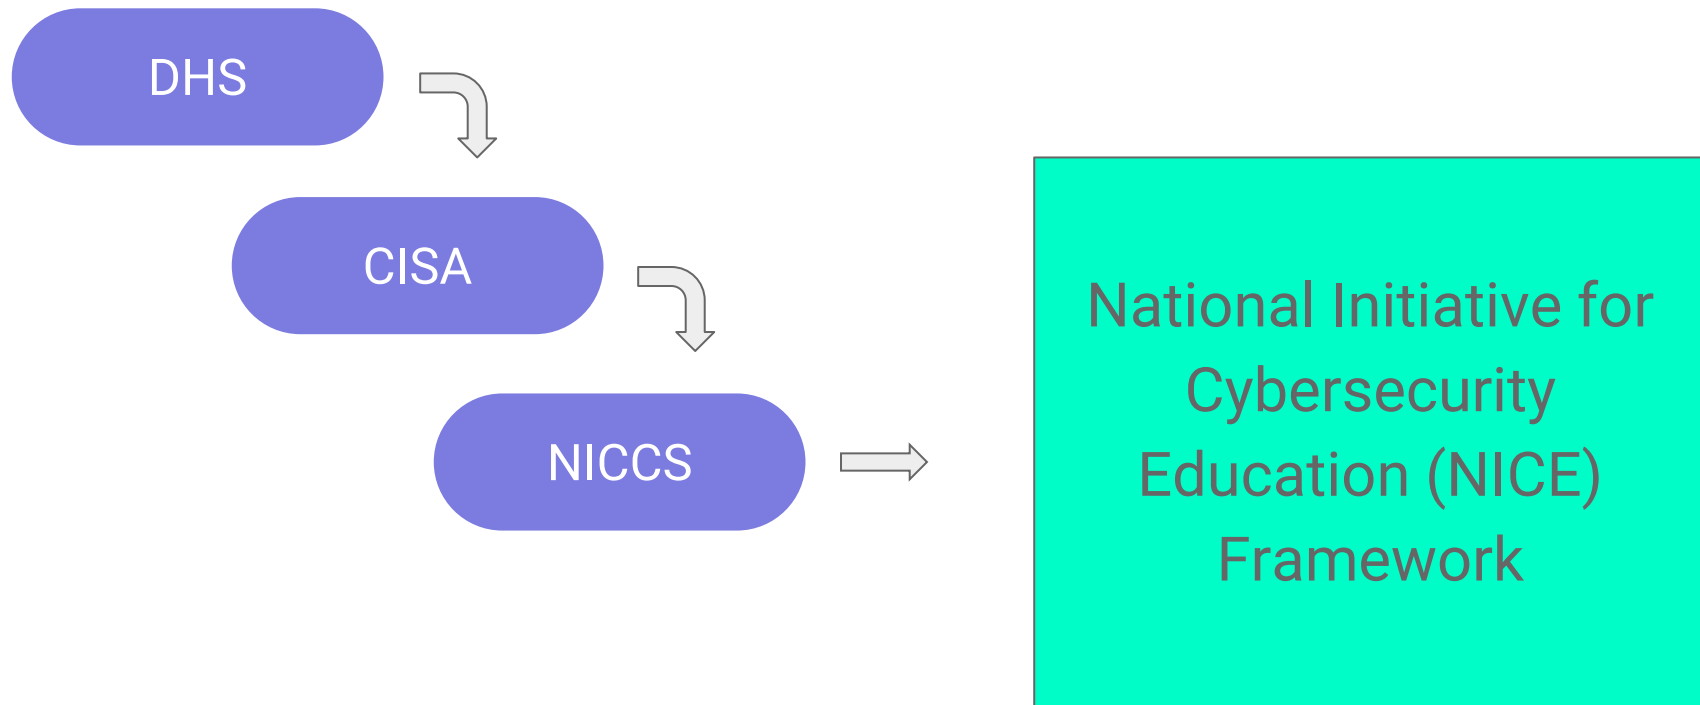 DHS
CISA
NICCS
National Initiative for
Cybersecurity
Education (NICE)
Framework